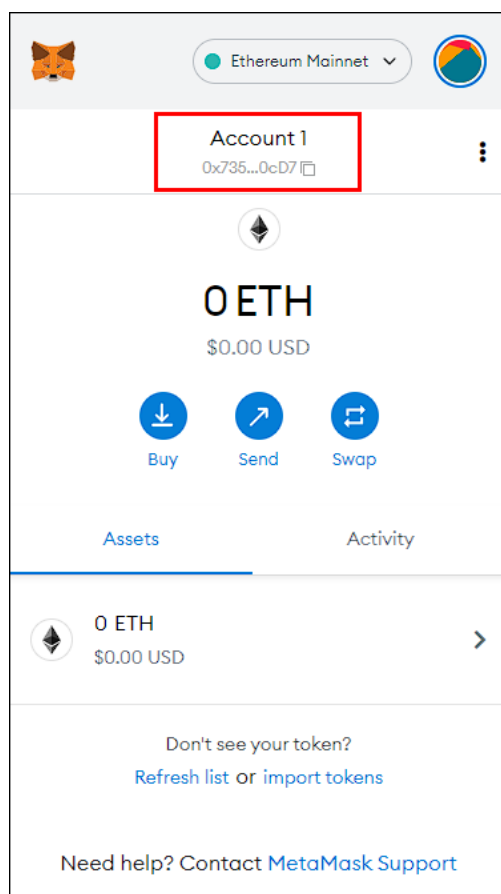 Ethereum Mainnet
Account 1
0x735...0cD7
0 ETH
$0.00 USD
Buy Send Swap
Assets Activity
0 ETH
$0.00 USD
Don't see your token?
Refresh list or import tokens
Need help? Contact MetaMask Support